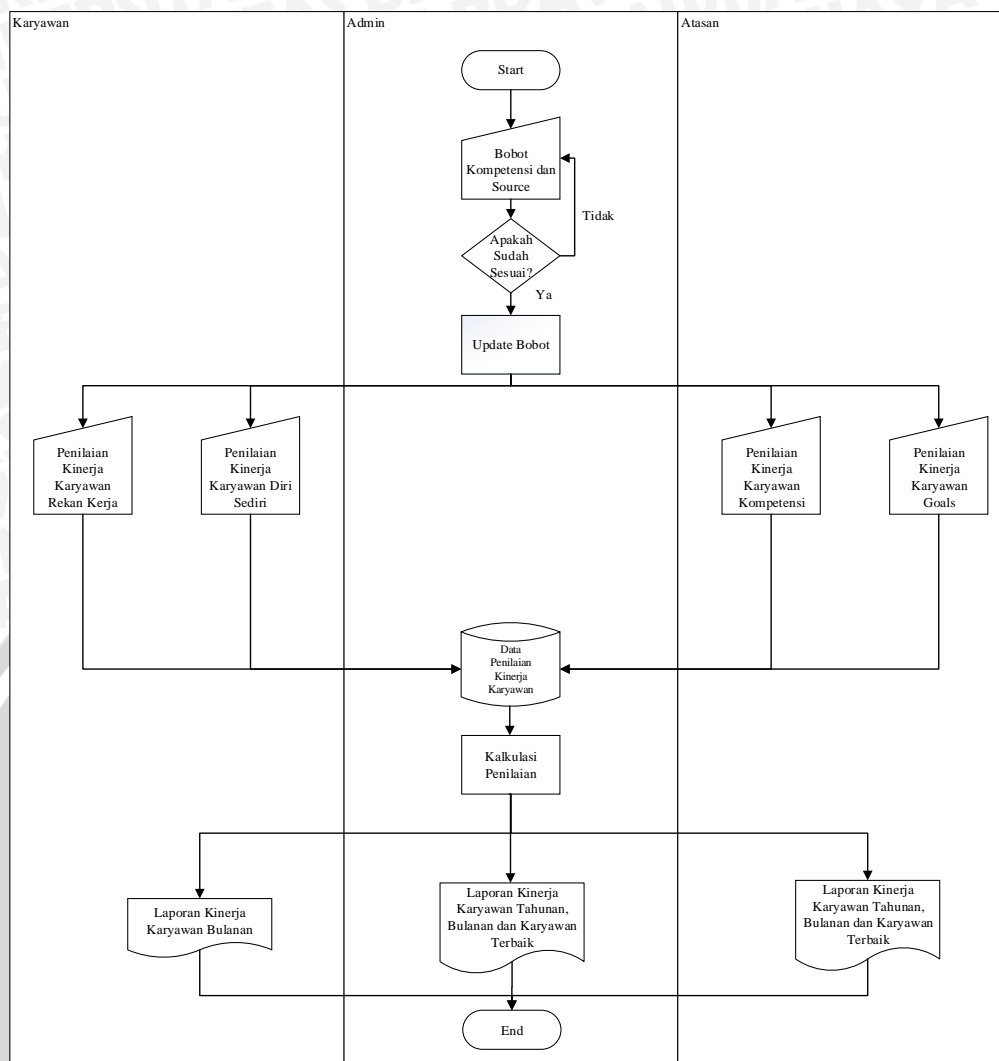 Karyawan
Admin
Atasan
Start
Bobot
Kompetensi dan
Source
Tidak
Apakah
Sudah
Sesuai?
Ya
Update Bobot
Penilaian
Kinerja
Karyawan
Rekan Kerja
Penilaian
Kinerja
Karyawan Diri
Sediri
Penilaian
Kinerja
Karyawan
Kompetensi
Penilaian
Kinerja
Karyawan
Goals
Data
Penilaian
Kinerja
Karyawan
Kalkulasi
Penilaian
Laporan Kinerja
Karyawan Bulanan
Laporan Kinerja
Karyawan Tahunan,
Bulanan dan Karyawan
Terbaik
Laporan Kinerja
Karyawan Tahunan,
Bulanan dan Karyawan
Terbaik
End